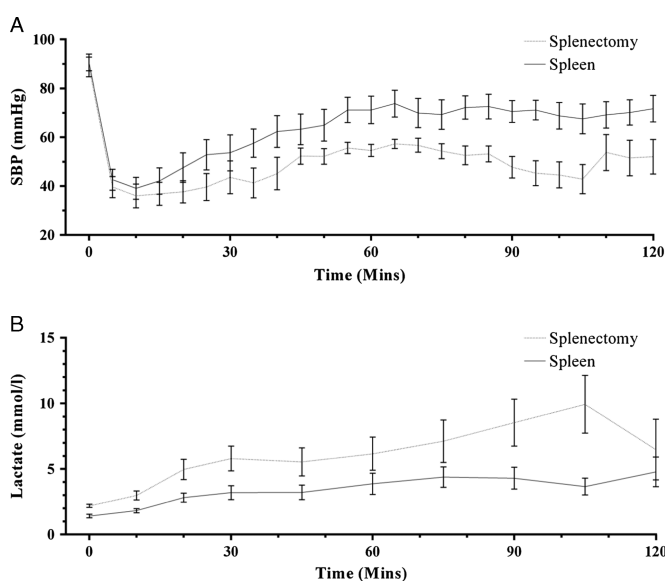 A
100
80
60
40
20
SBP (mmHg)
Splenectomy
Spleen
0 30 60 90 120
Time (Mins)
B
15
10
5
0
Lactate (mmol/l)
Splenectomy
Spleen
0 30 60 90 120
Time (Mins)